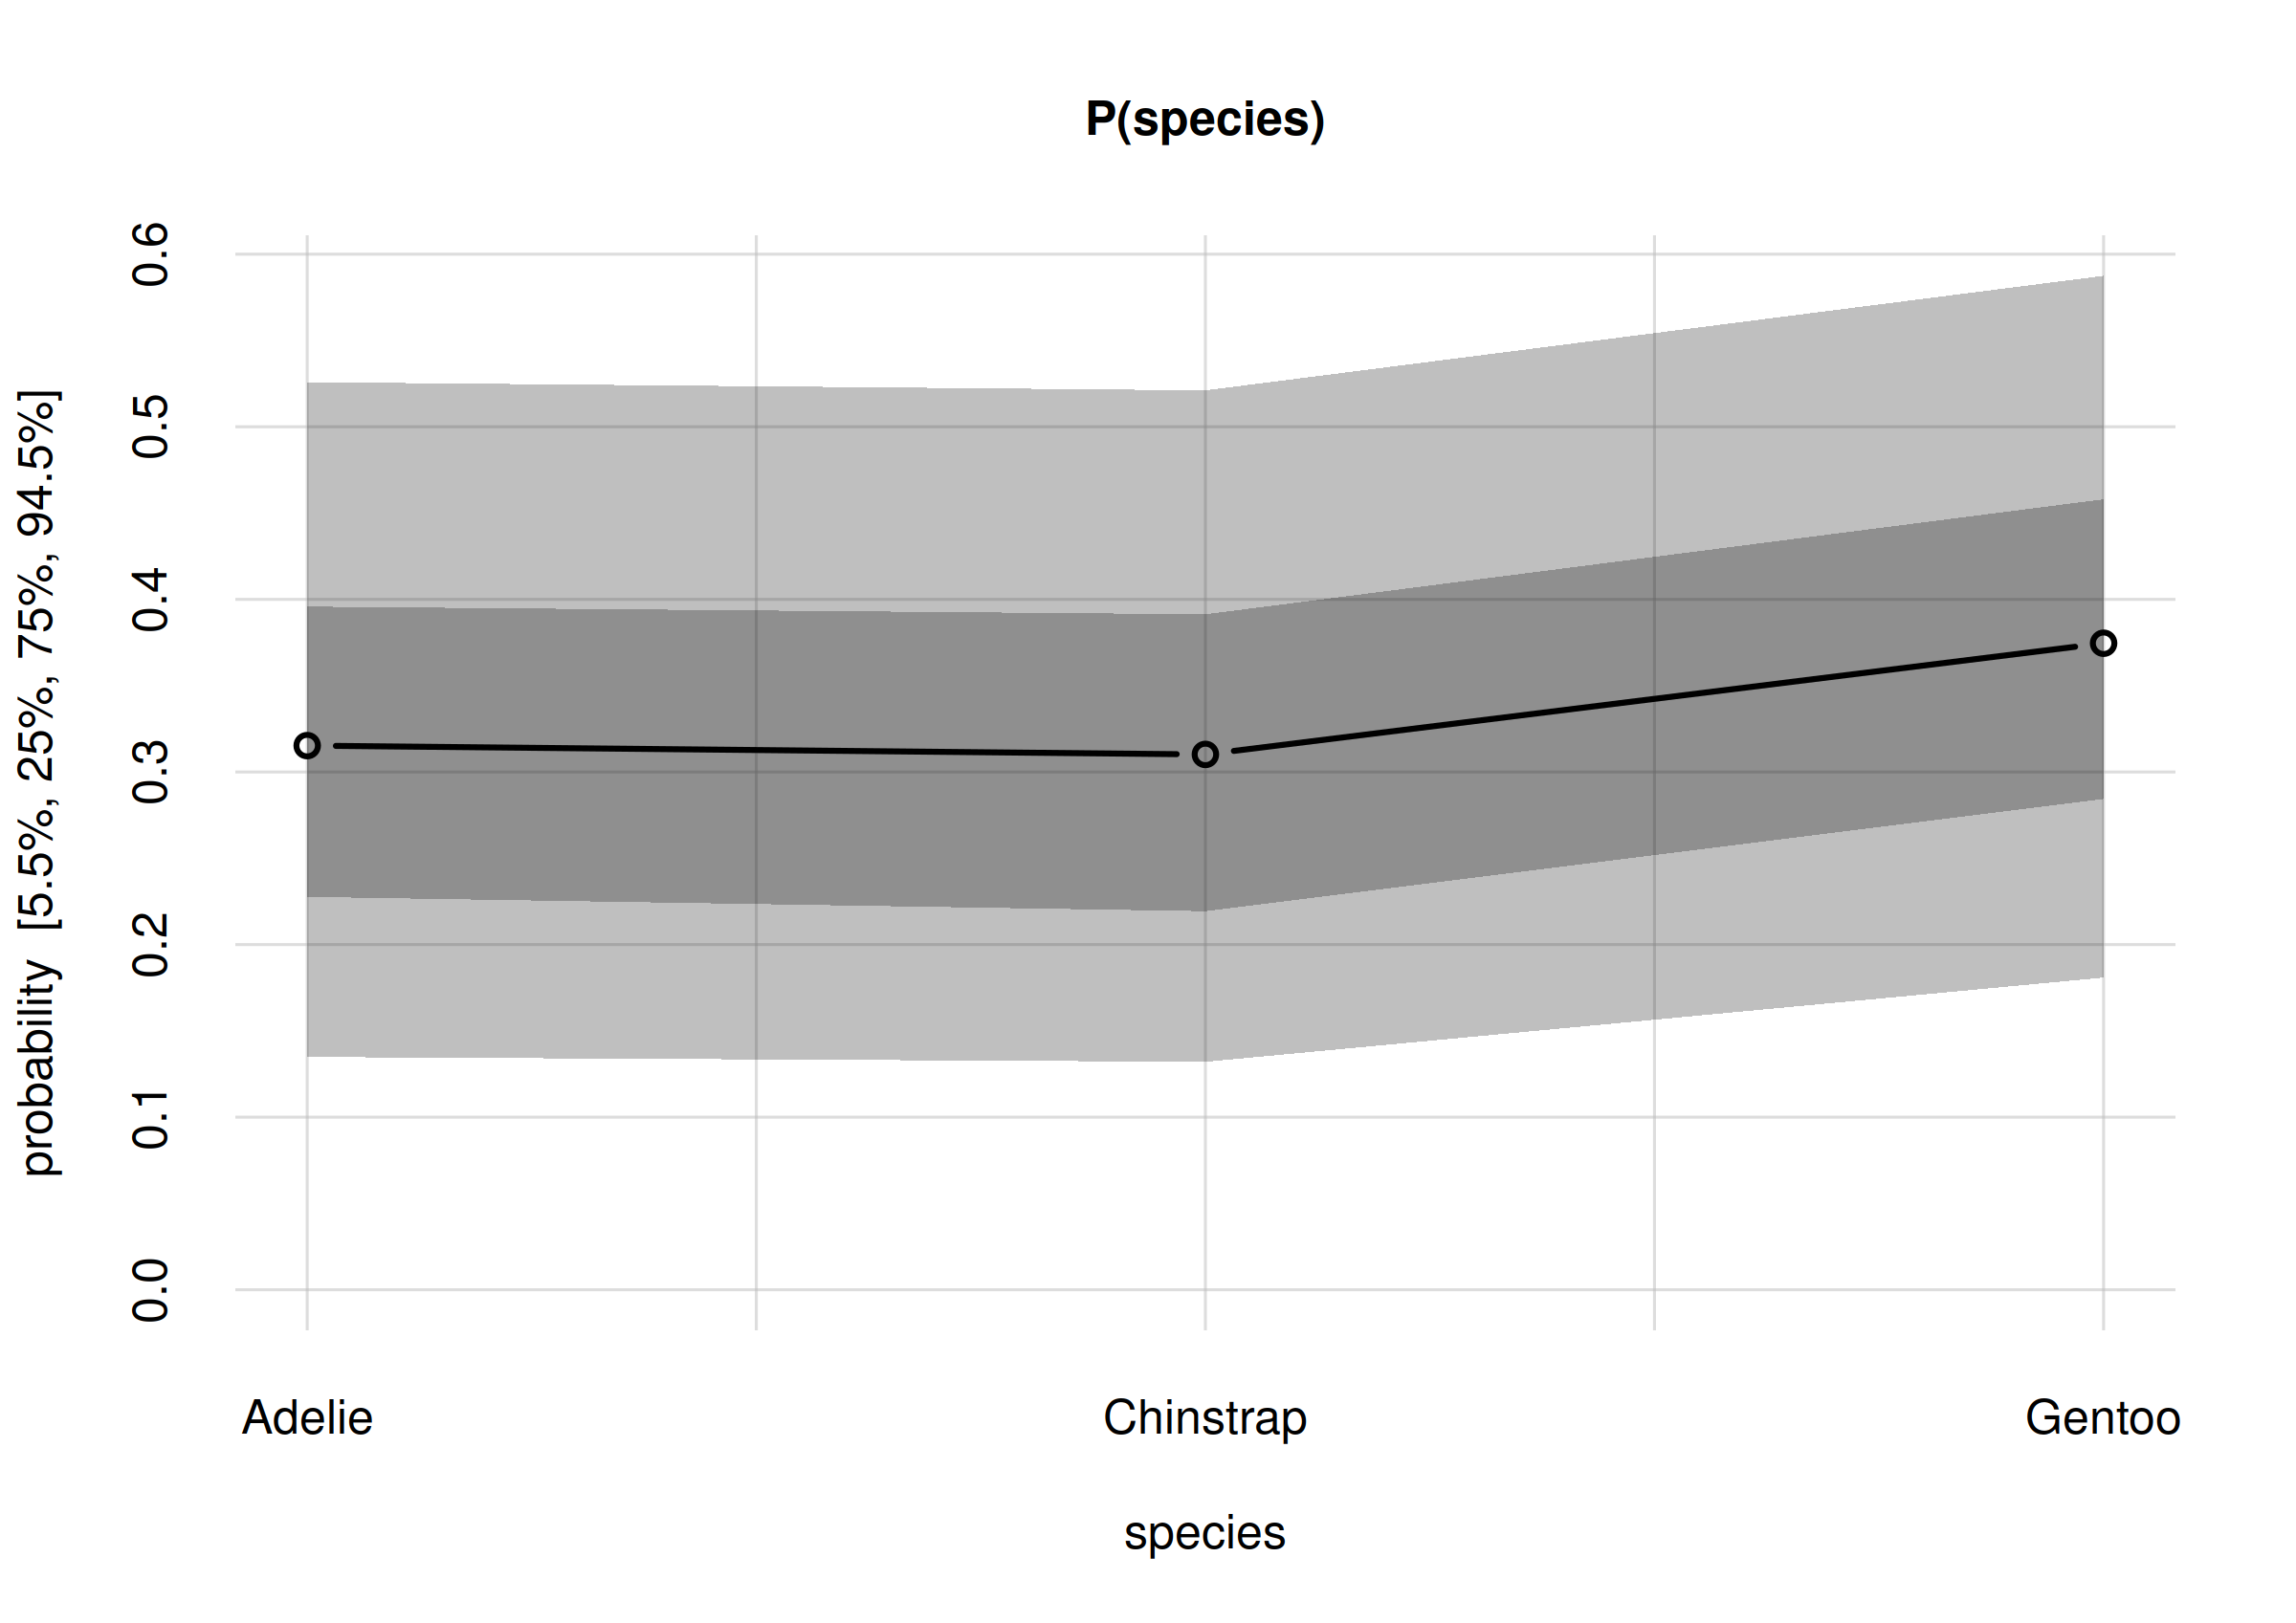 P(species)
probability  [5.5%, 25%, 75%, 94.5%]
0.6
0.5
0.4
0.3
0.2
0.1
0.0
Adelie Chinstrap Gentoo
species